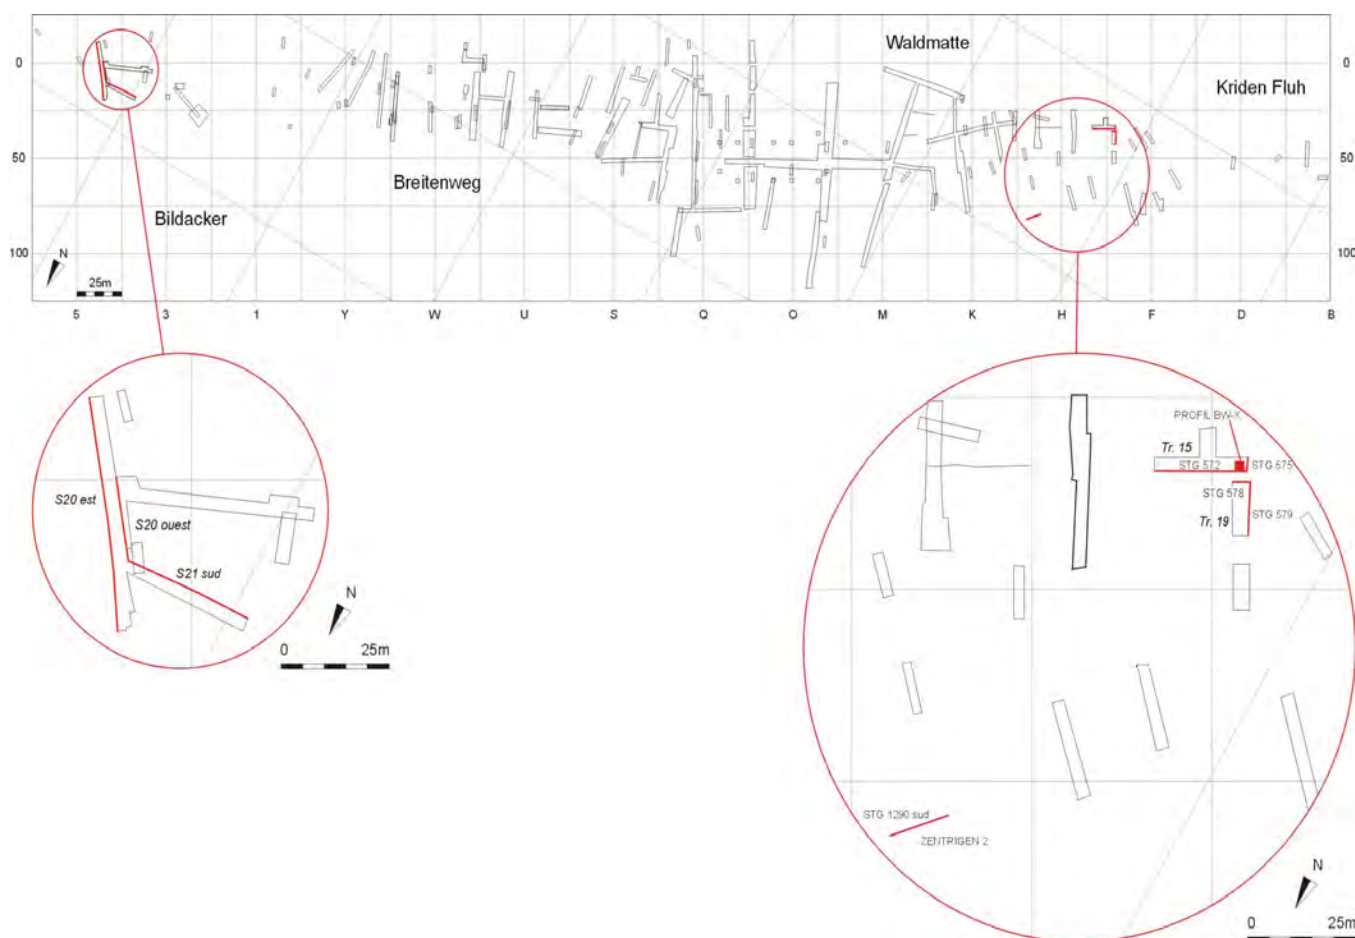 Waldmatte
Kriden Fluh
0
0
50
50
Breitenweg
Bildacker
100
100
N
25m
5
3
1
Y
W
U
S
Q
O
M
K
H
F
D
B
PROFIL BW-X
Tr. 15
STG 572
STG 575
STG 578
Tr. 19
STG 579
S20 est
S20 ouest
S21 sud
N
0
25m
STG 1290 sud
ZENTRIGEN 2
N
0
25m